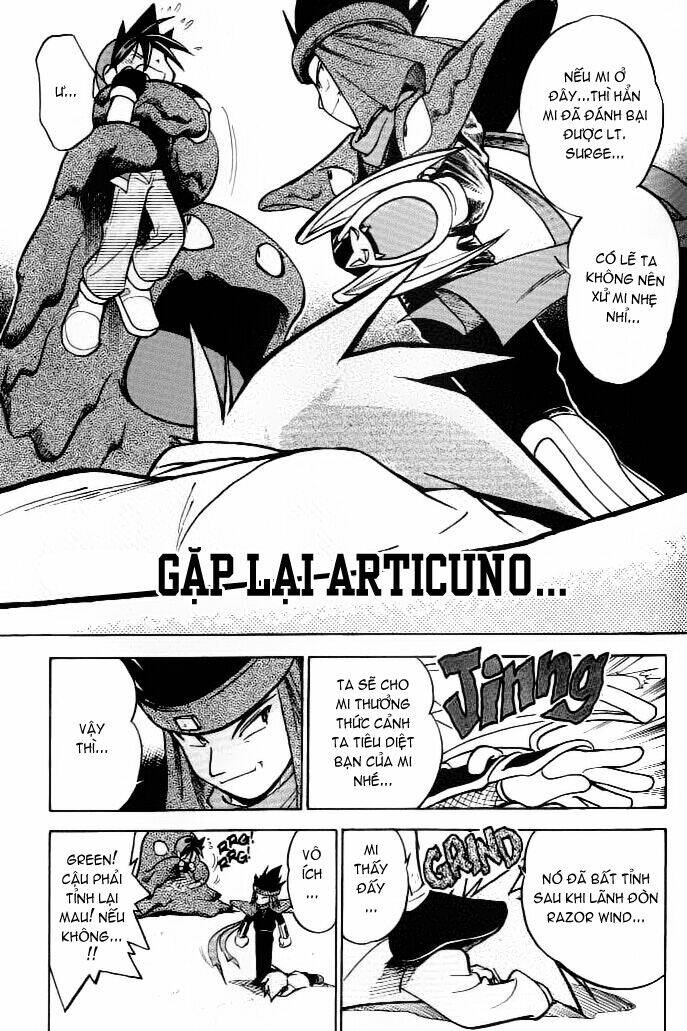 NẾU MI Ở
ĐÂY...THÌ HẲN
MI ĐÃ ĐÁNH BẠI
ĐƯỢC LT.
SURGE...
Ư...
CÓ LẼ TA
KHÔNG NÊN
XỬ MI NHẸ
NHỈ...
GẶP LẠI ARTICUNO...
Jinng
TA SẼ CHO
MI THƯỞNG
THỨC CẢNH
TA TIÊU DIỆT
BẠN CỦA MI
NHÉ.
VẬY
THÌ...
GRIND
NÓ ĐÃ BẤT TỈNH
SAU KHI LÃNH ĐÒN
RAZOR WIND...
MI
THẤY
ĐẤY
...
VÔ
ÍCH
...
RRG!
RRG!
GREEN!
CẬU PHẢI
TỈNH LẠI
MAU! NẾU
KHÔNG...
!!